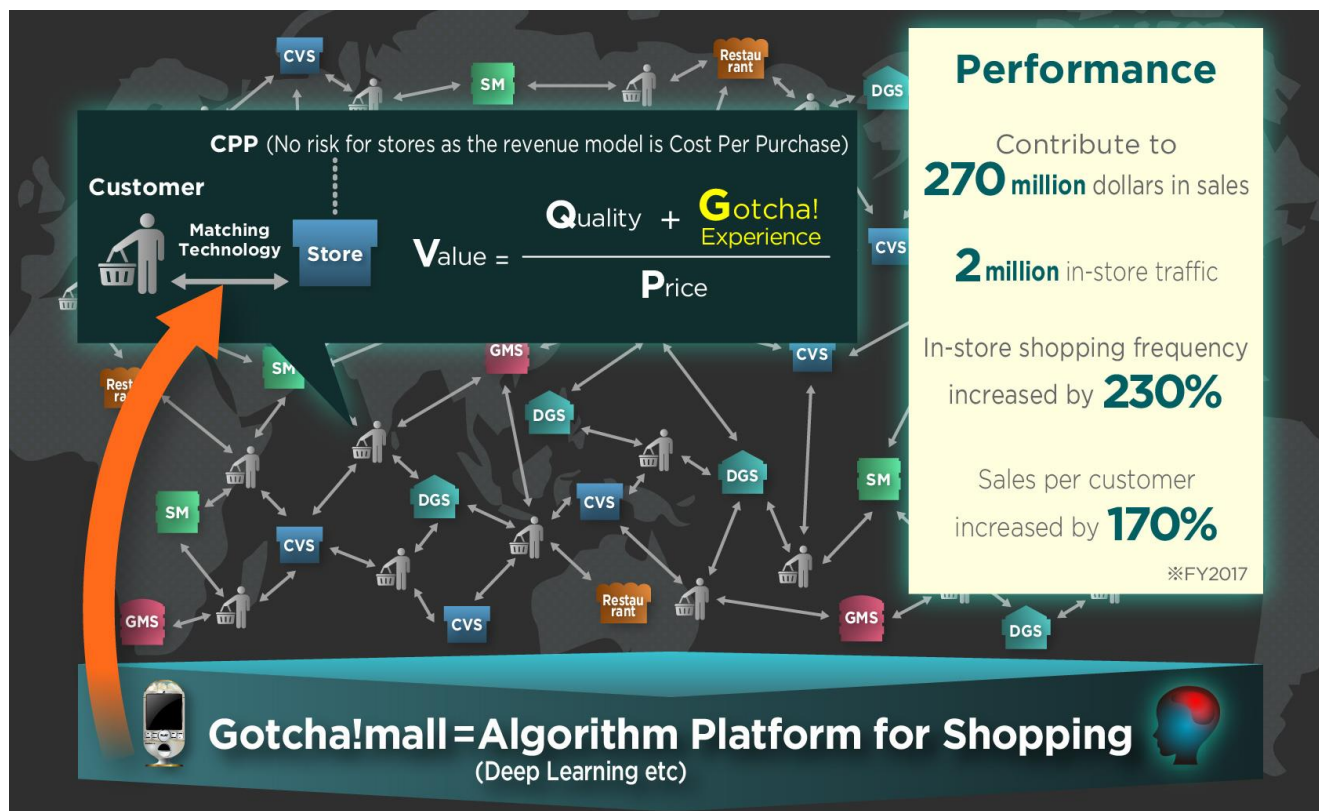 CVS
SM
Restau
rant
DGS
CPP (No risk for stores as the revenue model is Cost Per Purchase)
Customer
Matching
Technology
Store
Value = Quality + Gotcha!
Experience
Price
CVS
SM
GMS
CVS
Restau
rant
DGS
SM
DGS
CVS
DGS
SM
CVS
GMS
CVS
Restau
rant
GMS
DGS
Performance
Contribute to
270 million dollars in sales
2 million in-store traffic
In-store shopping frequency
increased by 230%
Sales per customer
increased by 170%
※FY2017
Gotcha!mall=Algorithm Platform for Shopping
(Deep Learning etc)